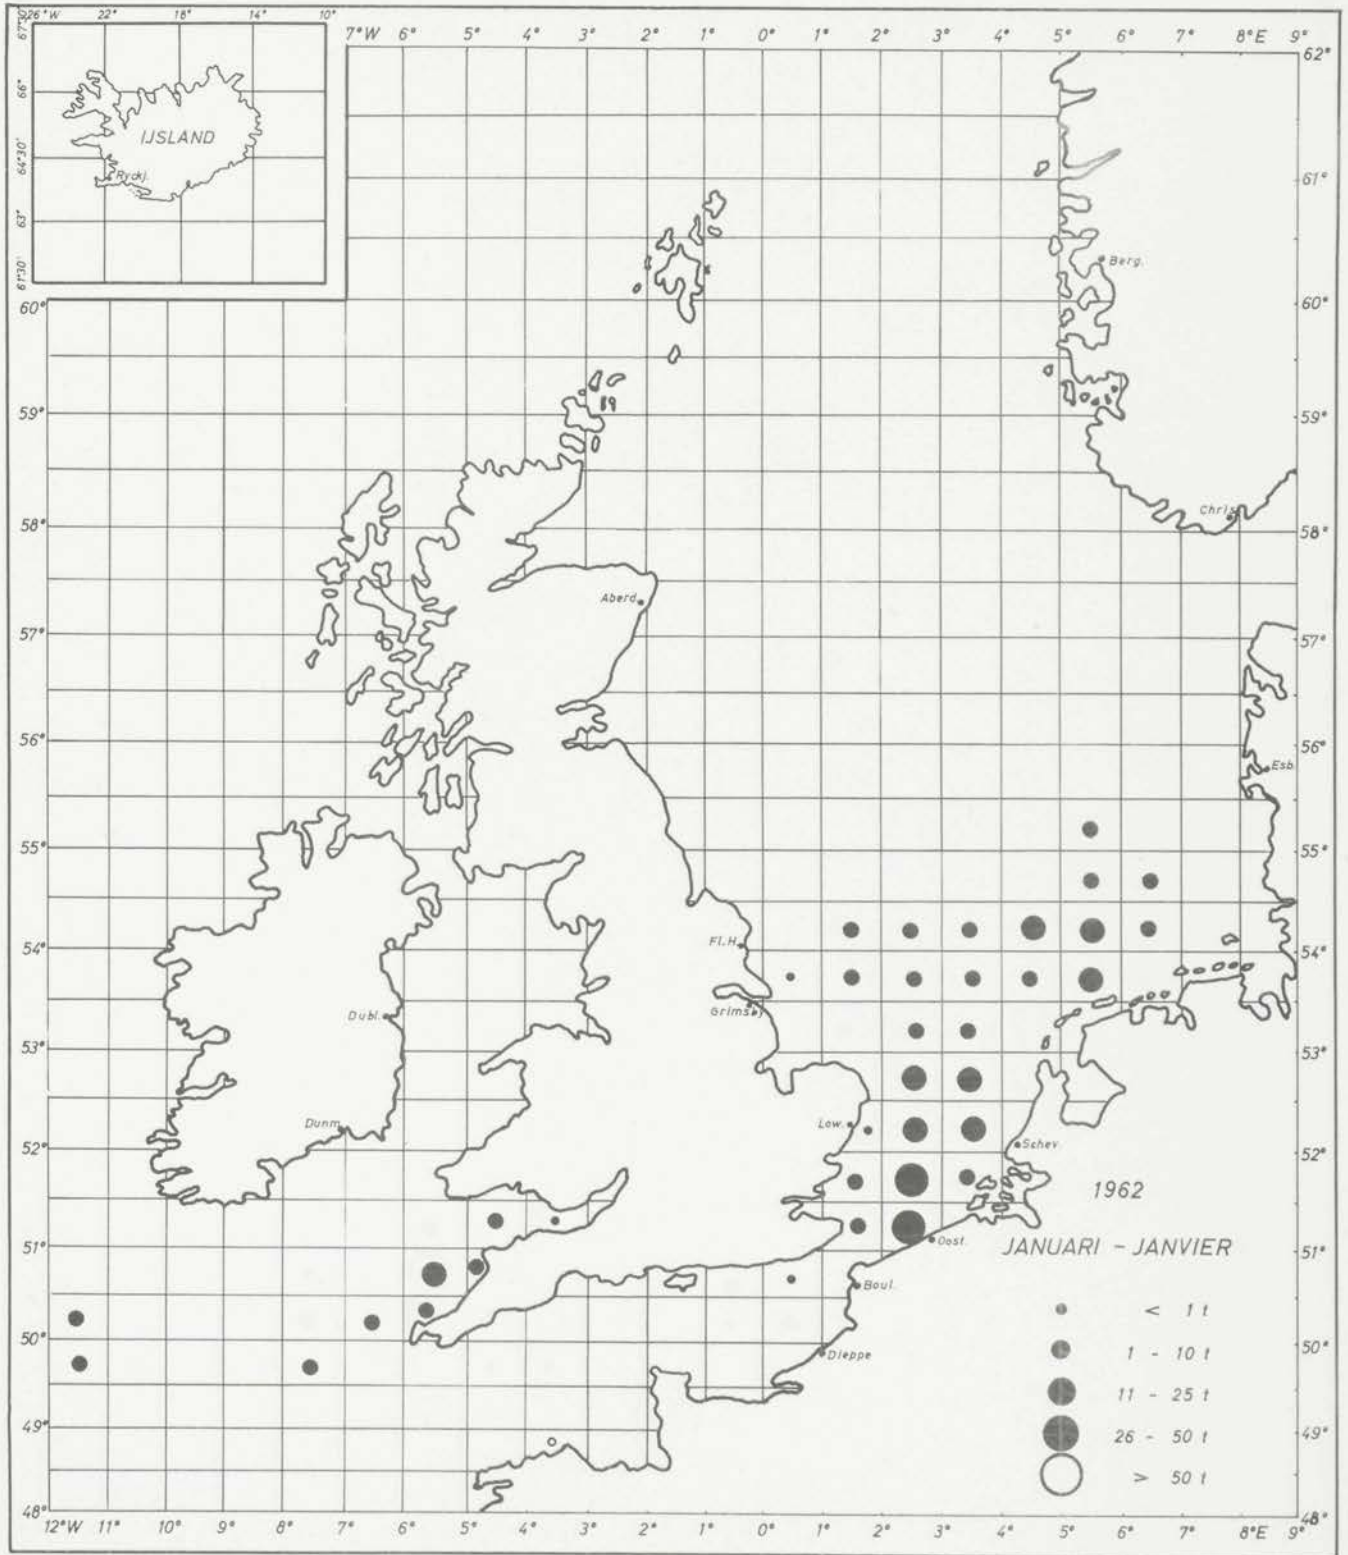 26°W 22° 18° 14° 10°
67°30'
66°
64°30'
63°
61°30'
IJSLAND
Ryckj.
7°W 6° 5° 4° 3° 2° 1° 0° 1° 2° 3° 4° 5° 6° 7° 8°E 9°
62°
61°
60° 60°
59° 59°
58° 58°
57° 57°
56° 56°
55° 55°
54° 54°
53° 53°
52° 52°
51° 51°
50° 50°
49° 49°
48° 48°
Berg.
Chris
Aberd.
Esb.
Fl.H.
Grimsby
Dubl.
Dunm.
Low.
Schev.
Oost.
Boul.
Dieppe
1962
JANUARI - JANVIER
< 1 t
1 - 10 t
11 - 25 t
26 - 50 t
> 50 t
12°W 11° 10° 9° 8° 7° 6° 5° 4° 3° 2° 1° 0° 1° 2° 3° 4° 5° 6° 7° 8°E 9°